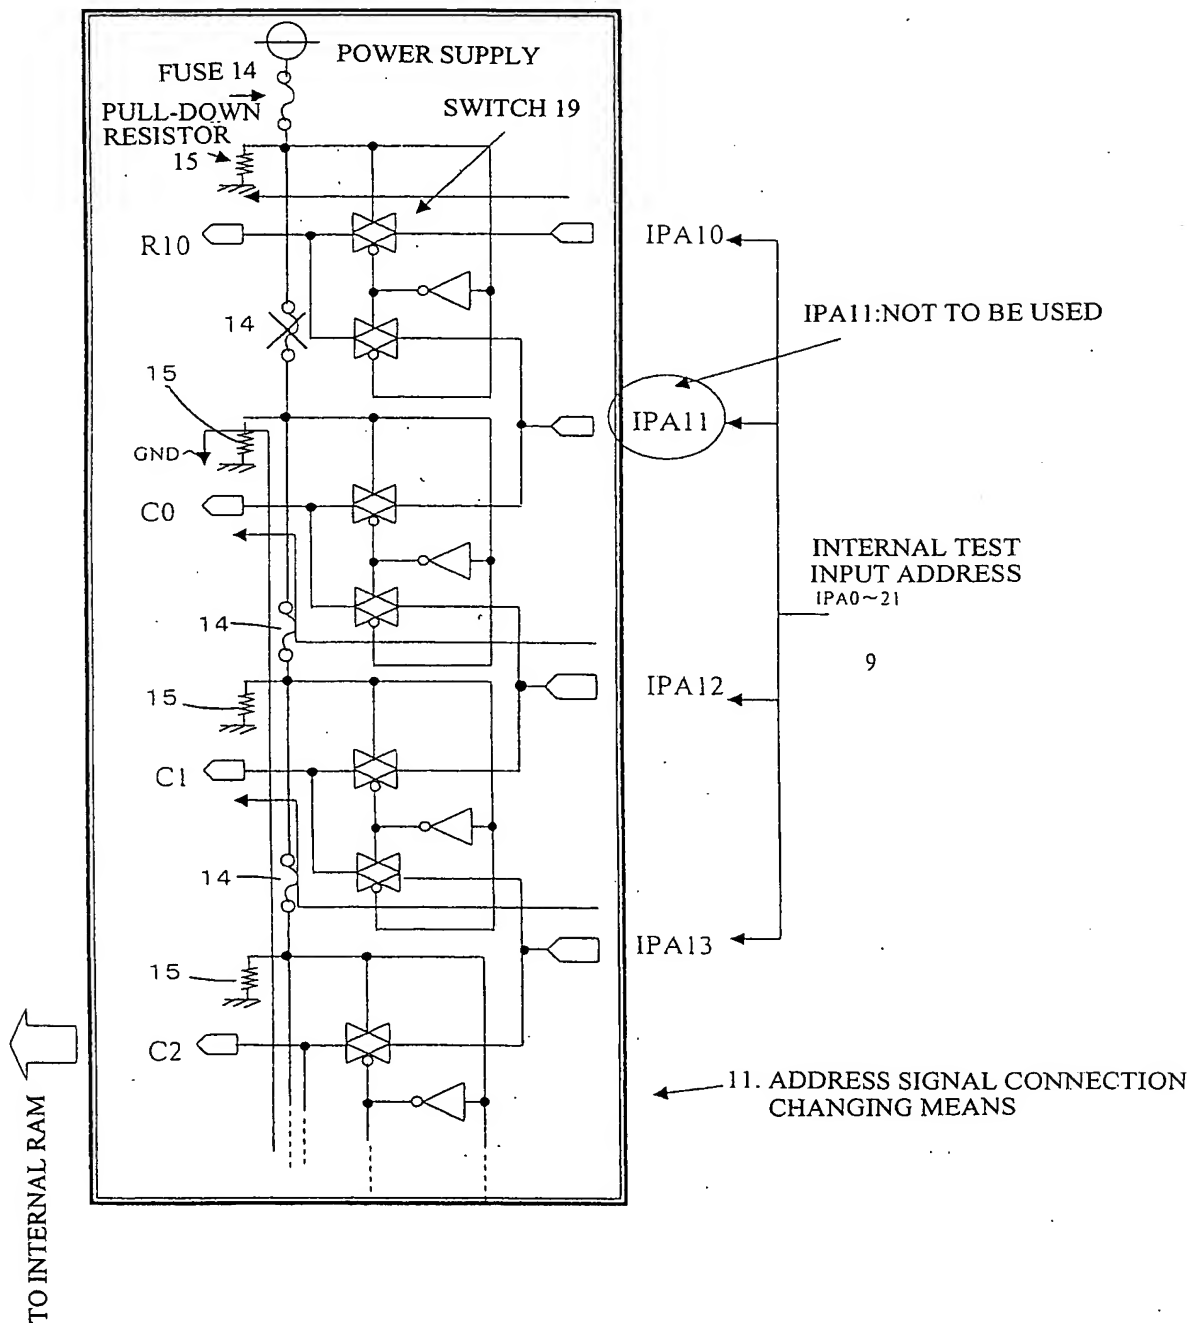 POWER SUPPLY
FUSE 14
PULL-DOWN
RESISTOR
15
SWITCH 19
R10
IPA10
14
IPA11:NOT TO BE USED
15
IPA11
GND
C0
INTERNAL TEST
INPUT ADDRESS
IPA0~21
14
9
15
IPA12
C1
14
IPA13
15
C2
11. ADDRESS SIGNAL CONNECTION
CHANGING MEANS
TO INTERNAL RAM